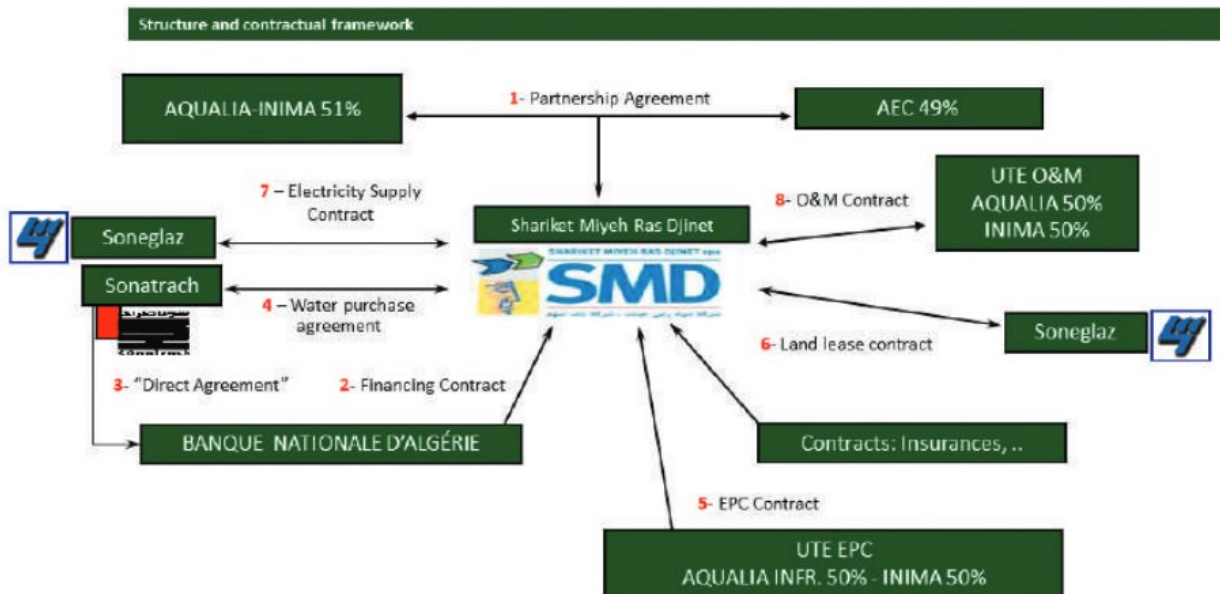 Structure and contractual framework
AQUALIA-INIMA 51%
1- Partnership Agreement
AEC 49%
7 – Electricity Supply
Contract
Soneglaz
Sonatrach
4 – Water purchase
agreement
Shariket Miyeh Ras Djinet
SHARIKET MIYEH RAS DJINET spa
SMD
8- O&M Contract
UTE O&M
AQUALIA 50%
INIMA 50%
6- Land lease contract
Soneglaz
3- “Direct Agreement”
2- Financing Contract
BANQUE NATIONALE D'ALGÉRIE
Contracts: Insurances, ..
5- EPC Contract
UTE EPC
AQUALIA INFR. 50% - INIMA 50%